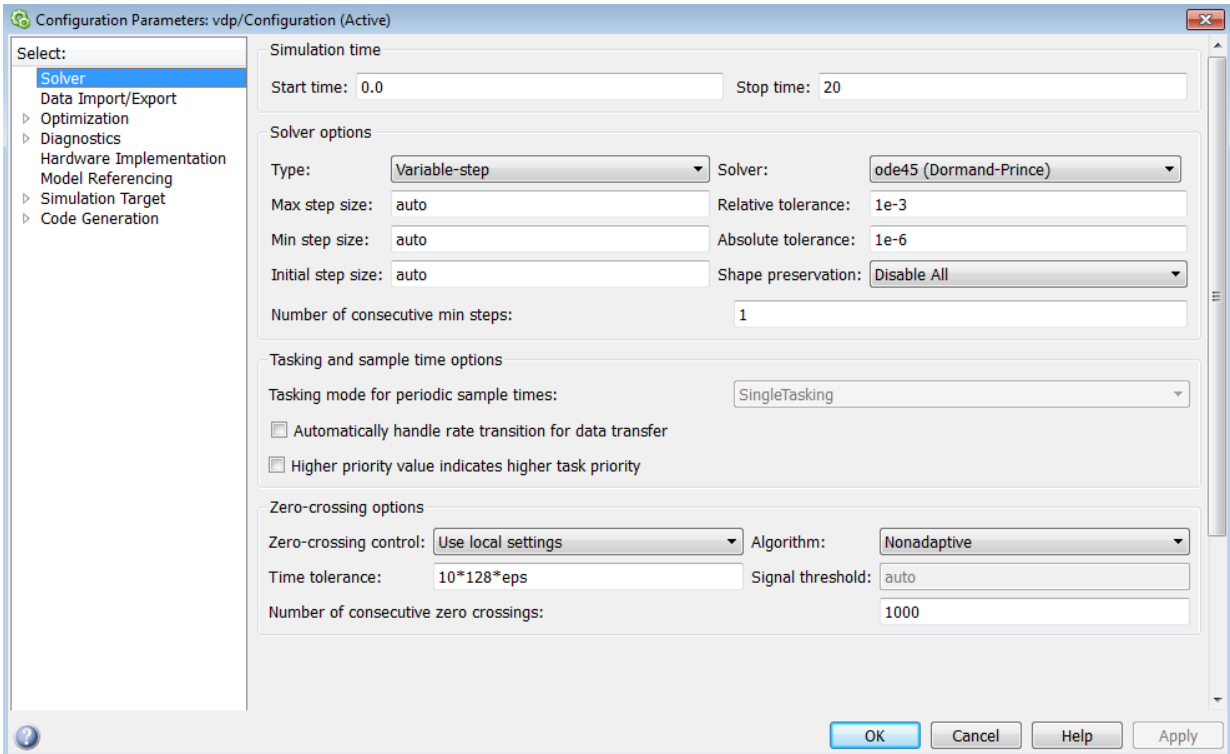 Configuration Parameters: vdp/Configuration (Active)
Select:
Solver
Data Import/Export
Optimization
Diagnostics
Hardware Implementation
Model Referencing
Simulation Target
Code Generation
Simulation time
Start time: 0.0 Stop time: 20
Solver options
Type: Variable-step Solver: ode45 (Dormand-Prince)
Max step size: auto Relative tolerance: 1e-3
Min step size: auto Absolute tolerance: 1e-6
Initial step size: auto Shape preservation: Disable All
Number of consecutive min steps: 1
Tasking and sample time options
Tasking mode for periodic sample times: SingleTasking
Automatically handle rate transition for data transfer
Higher priority value indicates higher task priority
Zero-crossing options
Zero-crossing control: Use local settings Algorithm: Nonadaptive
Time tolerance: 10*128*eps Signal threshold: auto
Number of consecutive zero crossings: 1000
OK Cancel Help Apply